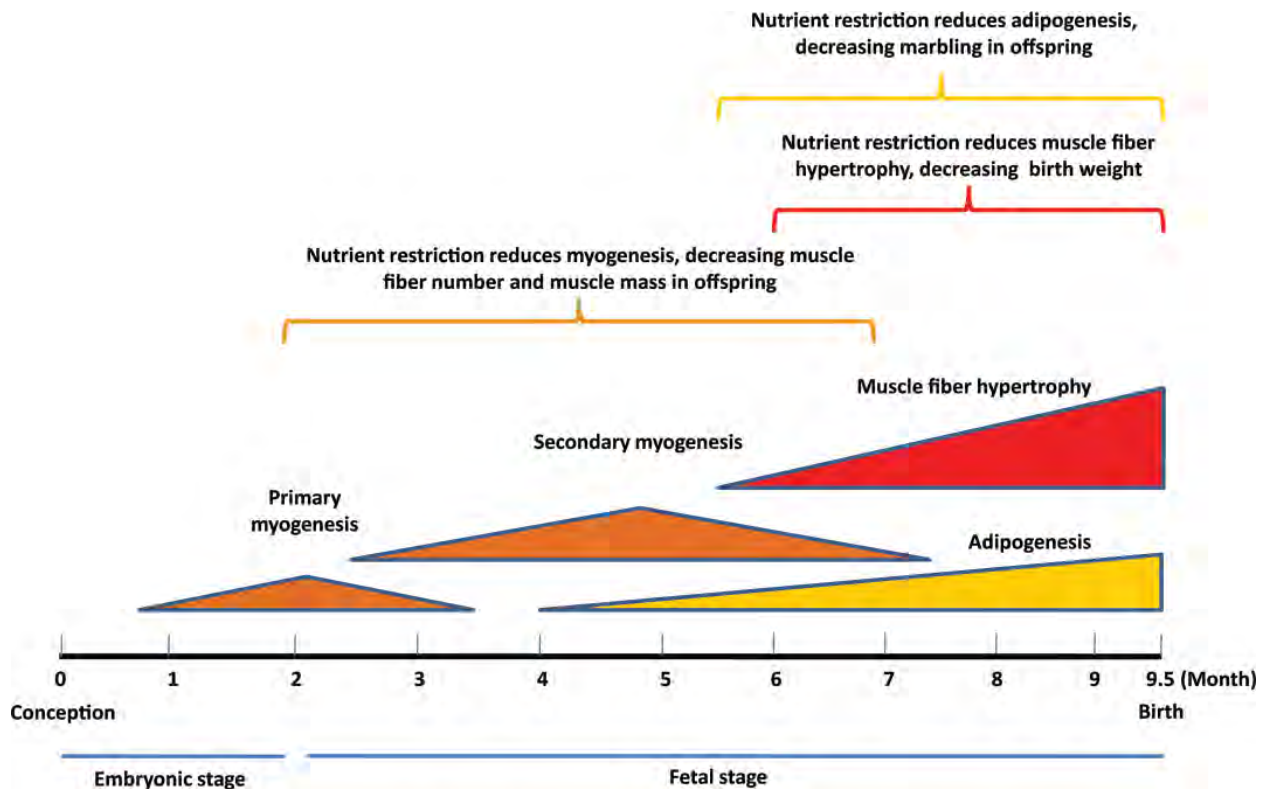 Nutrient restriction reduces adipogenesis,
decreasing marbling in offspring
Nutrient restriction reduces muscle fiber
hypertrophy, decreasing birth weight
Nutrient restriction reduces myogenesis, decreasing muscle
fiber number and muscle mass in offspring
Muscle fiber hypertrophy
Secondary myogenesis
Primary
myogenesis
Adipogenesis
0 1 2 3 4 5 6 7 8 9 9.5 (Month)
Conception Birth
Embryonic stage Fetal stage